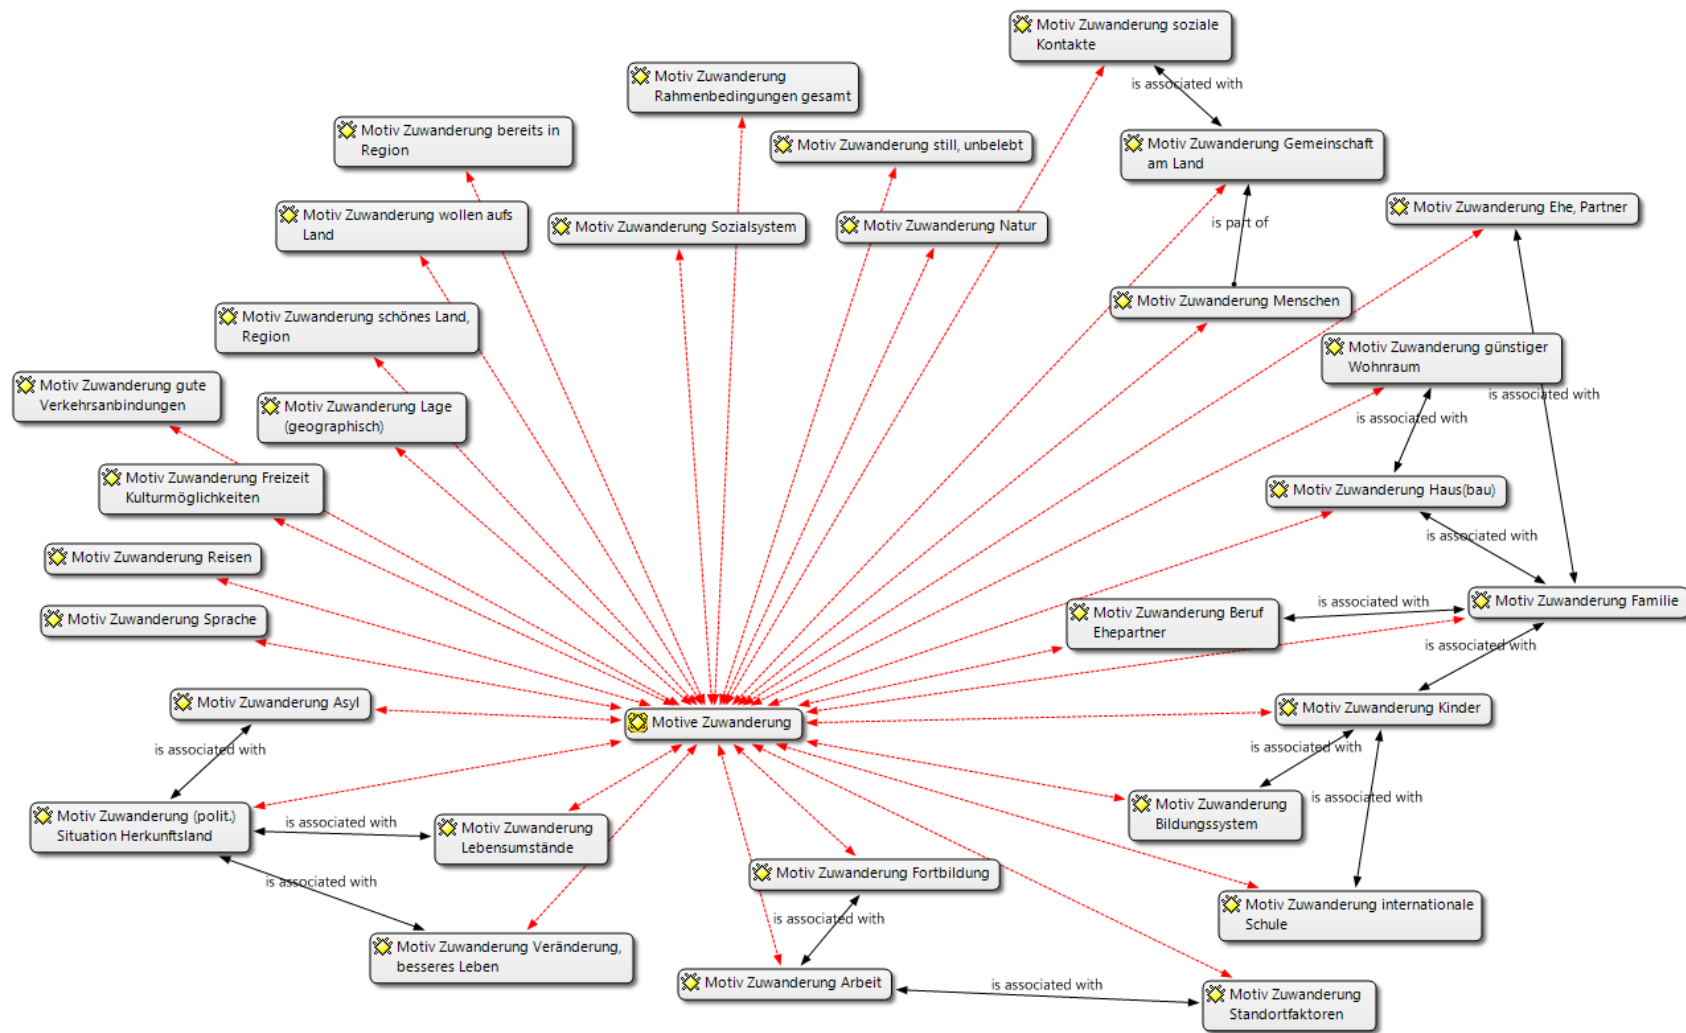 Motiv Zuwanderung soziale
Kontakte
is associated with
Motiv Zuwanderung
Rahmenbedingungen gesamt
Motiv Zuwanderung bereits in
Region
Motiv Zuwanderung still, unbelebt
Motiv Zuwanderung Gemeinschaft
am Land
Motiv Zuwanderung wollen aufs
Land
Motiv Zuwanderung Sozialsystem
Motiv Zuwanderung Natur
is part of
Motiv Zuwanderung Ehe, Partner
Motiv Zuwanderung Menschen
Motiv Zuwanderung schönes Land,
Region
Motiv Zuwanderung günstiger
Wohnraum
is associated with
is associated with
Motiv Zuwanderung gute
Verkehrsanbindungen
Motiv Zuwanderung Lage
(geographisch)
Motiv Zuwanderung Freizeit
Kulturmöglichkeiten
Motiv Zuwanderung Haus(bau)
is associated with
Motiv Zuwanderung Reisen
Motiv Zuwanderung Sprache
Motiv Zuwanderung Beruf
Ehepartner
is associated with
Motiv Zuwanderung Familie
is associated with
Motiv Zuwanderung Asyl
is associated with
Motive Zuwanderung
Motiv Zuwanderung Kinder
is associated with
is associated with
Motiv Zuwanderung (polit.)
Situation Herkunftsland
is associated with
Motiv Zuwanderung
Lebensumstände
Motiv Zuwanderung
Bildungssystem
is associated with
Motiv Zuwanderung Fortbildung
is associated with
Motiv Zuwanderung internationale
Schule
Motiv Zuwanderung Veränderung,
besseres Leben
Motiv Zuwanderung Arbeit
is associated with
Motiv Zuwanderung
Standortfaktoren